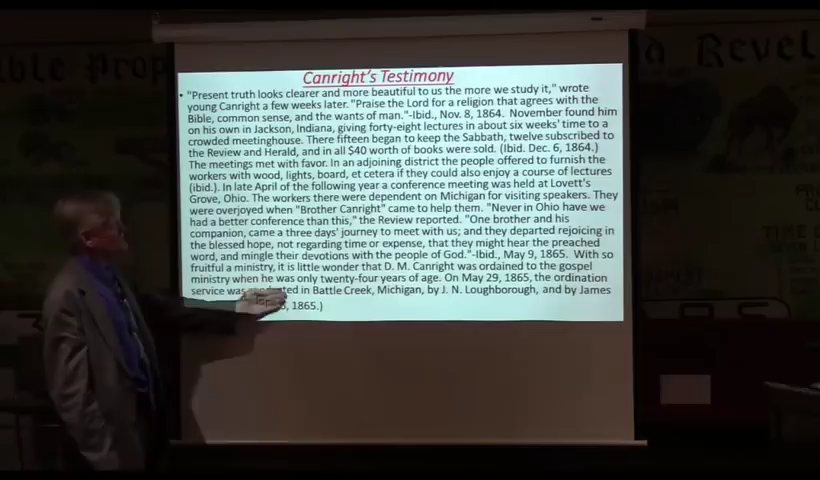 Canright's Testimony
• "Present truth looks clearer and more beautiful to us the more we study it," wrote
young Canright a few weeks later. "Praise the Lord for a religion that agrees with the
Bible, common sense, and the wants of man."-Ibid., Nov. 8, 1864. November found him
on his own in Jackson, Indiana, giving forty-eight lectures in about six weeks' time to a
crowded meetinghouse. There fifteen began to keep the Sabbath, twelve subscribed to
the Review and Herald, and in all $40 worth of books were sold. (Ibid. Dec. 6, 1864.)
The meetings met with favor. In an adjoining district the people offered to furnish the
workers with wood, lights, board, et cetera if they could also enjoy a course of lectures
(ibid.). In late April of the following year a conference meeting was held at Lovett's
Grove, Ohio. The workers there were dependent on Michigan for visiting speakers. They
were overjoyed when "Brother Canright" came to help them. "Never in Ohio have we
had a better conference than this," the Review reported. "One brother and his
companion, came a three days' journey to meet with us; and they departed rejoicing in
the blessed hope, not regarding time or expense, that they might hear the preached
word, and mingle their devotions with the people of God."-Ibid., May 9, 1865. With so
fruitful a ministry, it is little wonder that D. M. Canright was ordained to the gospel
ministry when he was only twenty-four years of age. On May 29, 1865, the ordination
service was in Battle Creek, Michigan, by J. N. Loughborough, and by James
1865.)
ible Prop
d Revel
TIME